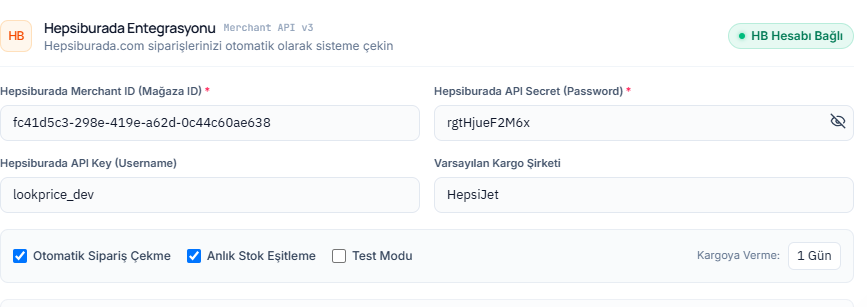 HB
Hepsiburada Entegrasyonu Merchant API v3
Hepsiburada.com siparişlerinizi otomatik olarak sisteme çekin
HB Hesabı Bağlı
Hepsiburada Merchant ID (Mağaza ID) *
fc41d5c3-298e-419e-a62d-0c44c60ae638
Hepsiburada API Secret (Password) *
rgtHjueF2M6x
Hepsiburada API Key (Username)
lookprice_dev
Varsayılan Kargo Şirketi
HepsiJet
Otomatik Sipariş Çekme
Anlık Stok Eşitleme
Test Modu
Kargoya Verme: 1 Gün